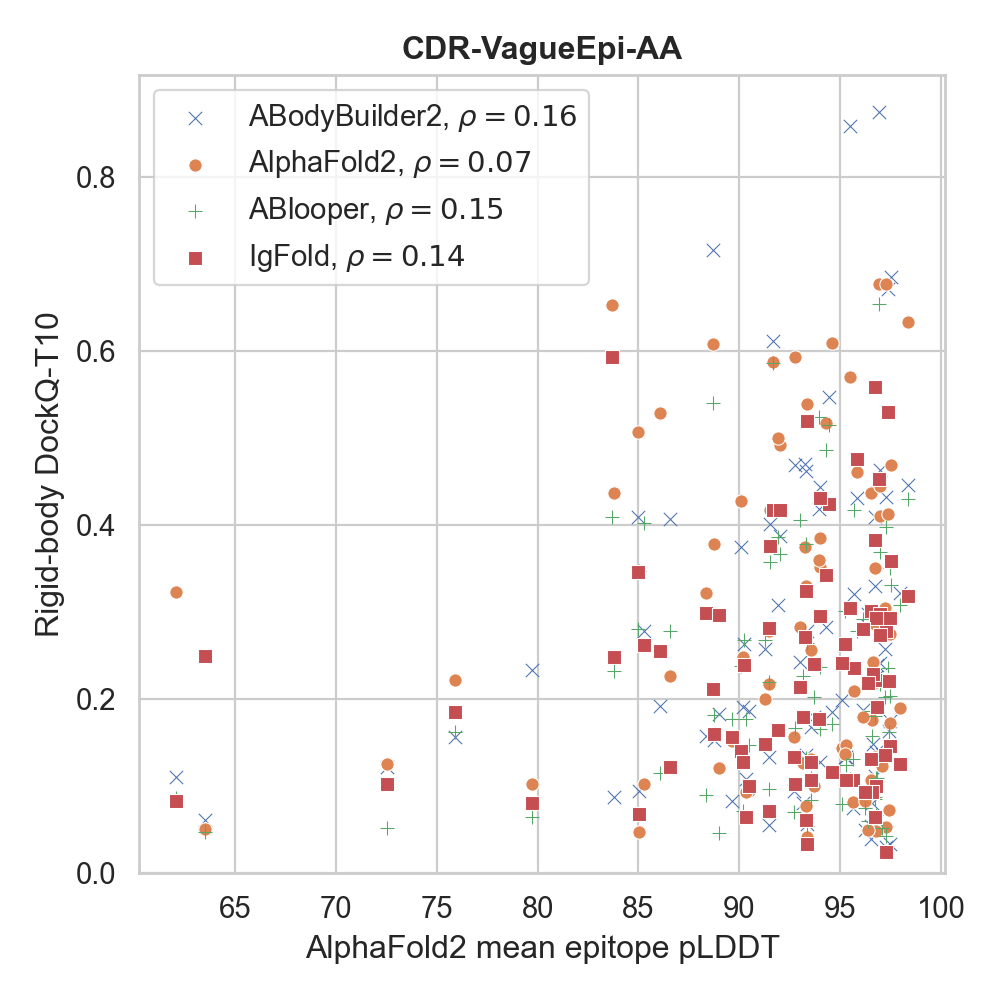 CDR-VagueEpi-AA
ABodyBuilder2, ρ = 0.16
AlphaFold2, ρ = 0.07
ABlooper, ρ = 0.15
IgFold, ρ = 0.14
Rigid-body DockQ-T10
0.8
0.6
0.4
0.2
0.0
65 70 75 80 85 90 95 100
AlphaFold2 mean epitope pLDDT